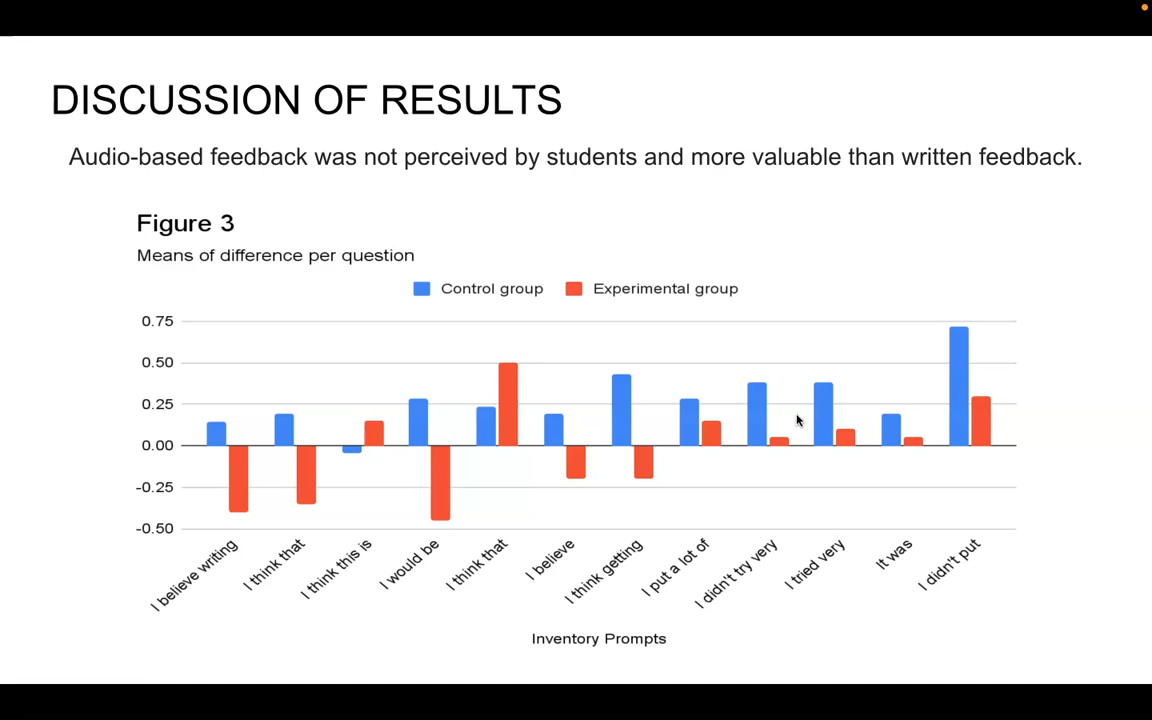 DISCUSSION OF RESULTS
Audio-based feedback was not perceived by students and more valuable than written feedback.
Figure 3
Means of difference per question
Control group
Experimental group
0.75
0.50
0.25
0.00
-0.25
-0.50
I believe writing
I think that
I think this is
I would be
I think that
I believe
I think getting
I put a lot of
I didn't try very
I tried very
It was
I didn't put
Inventory Prompts